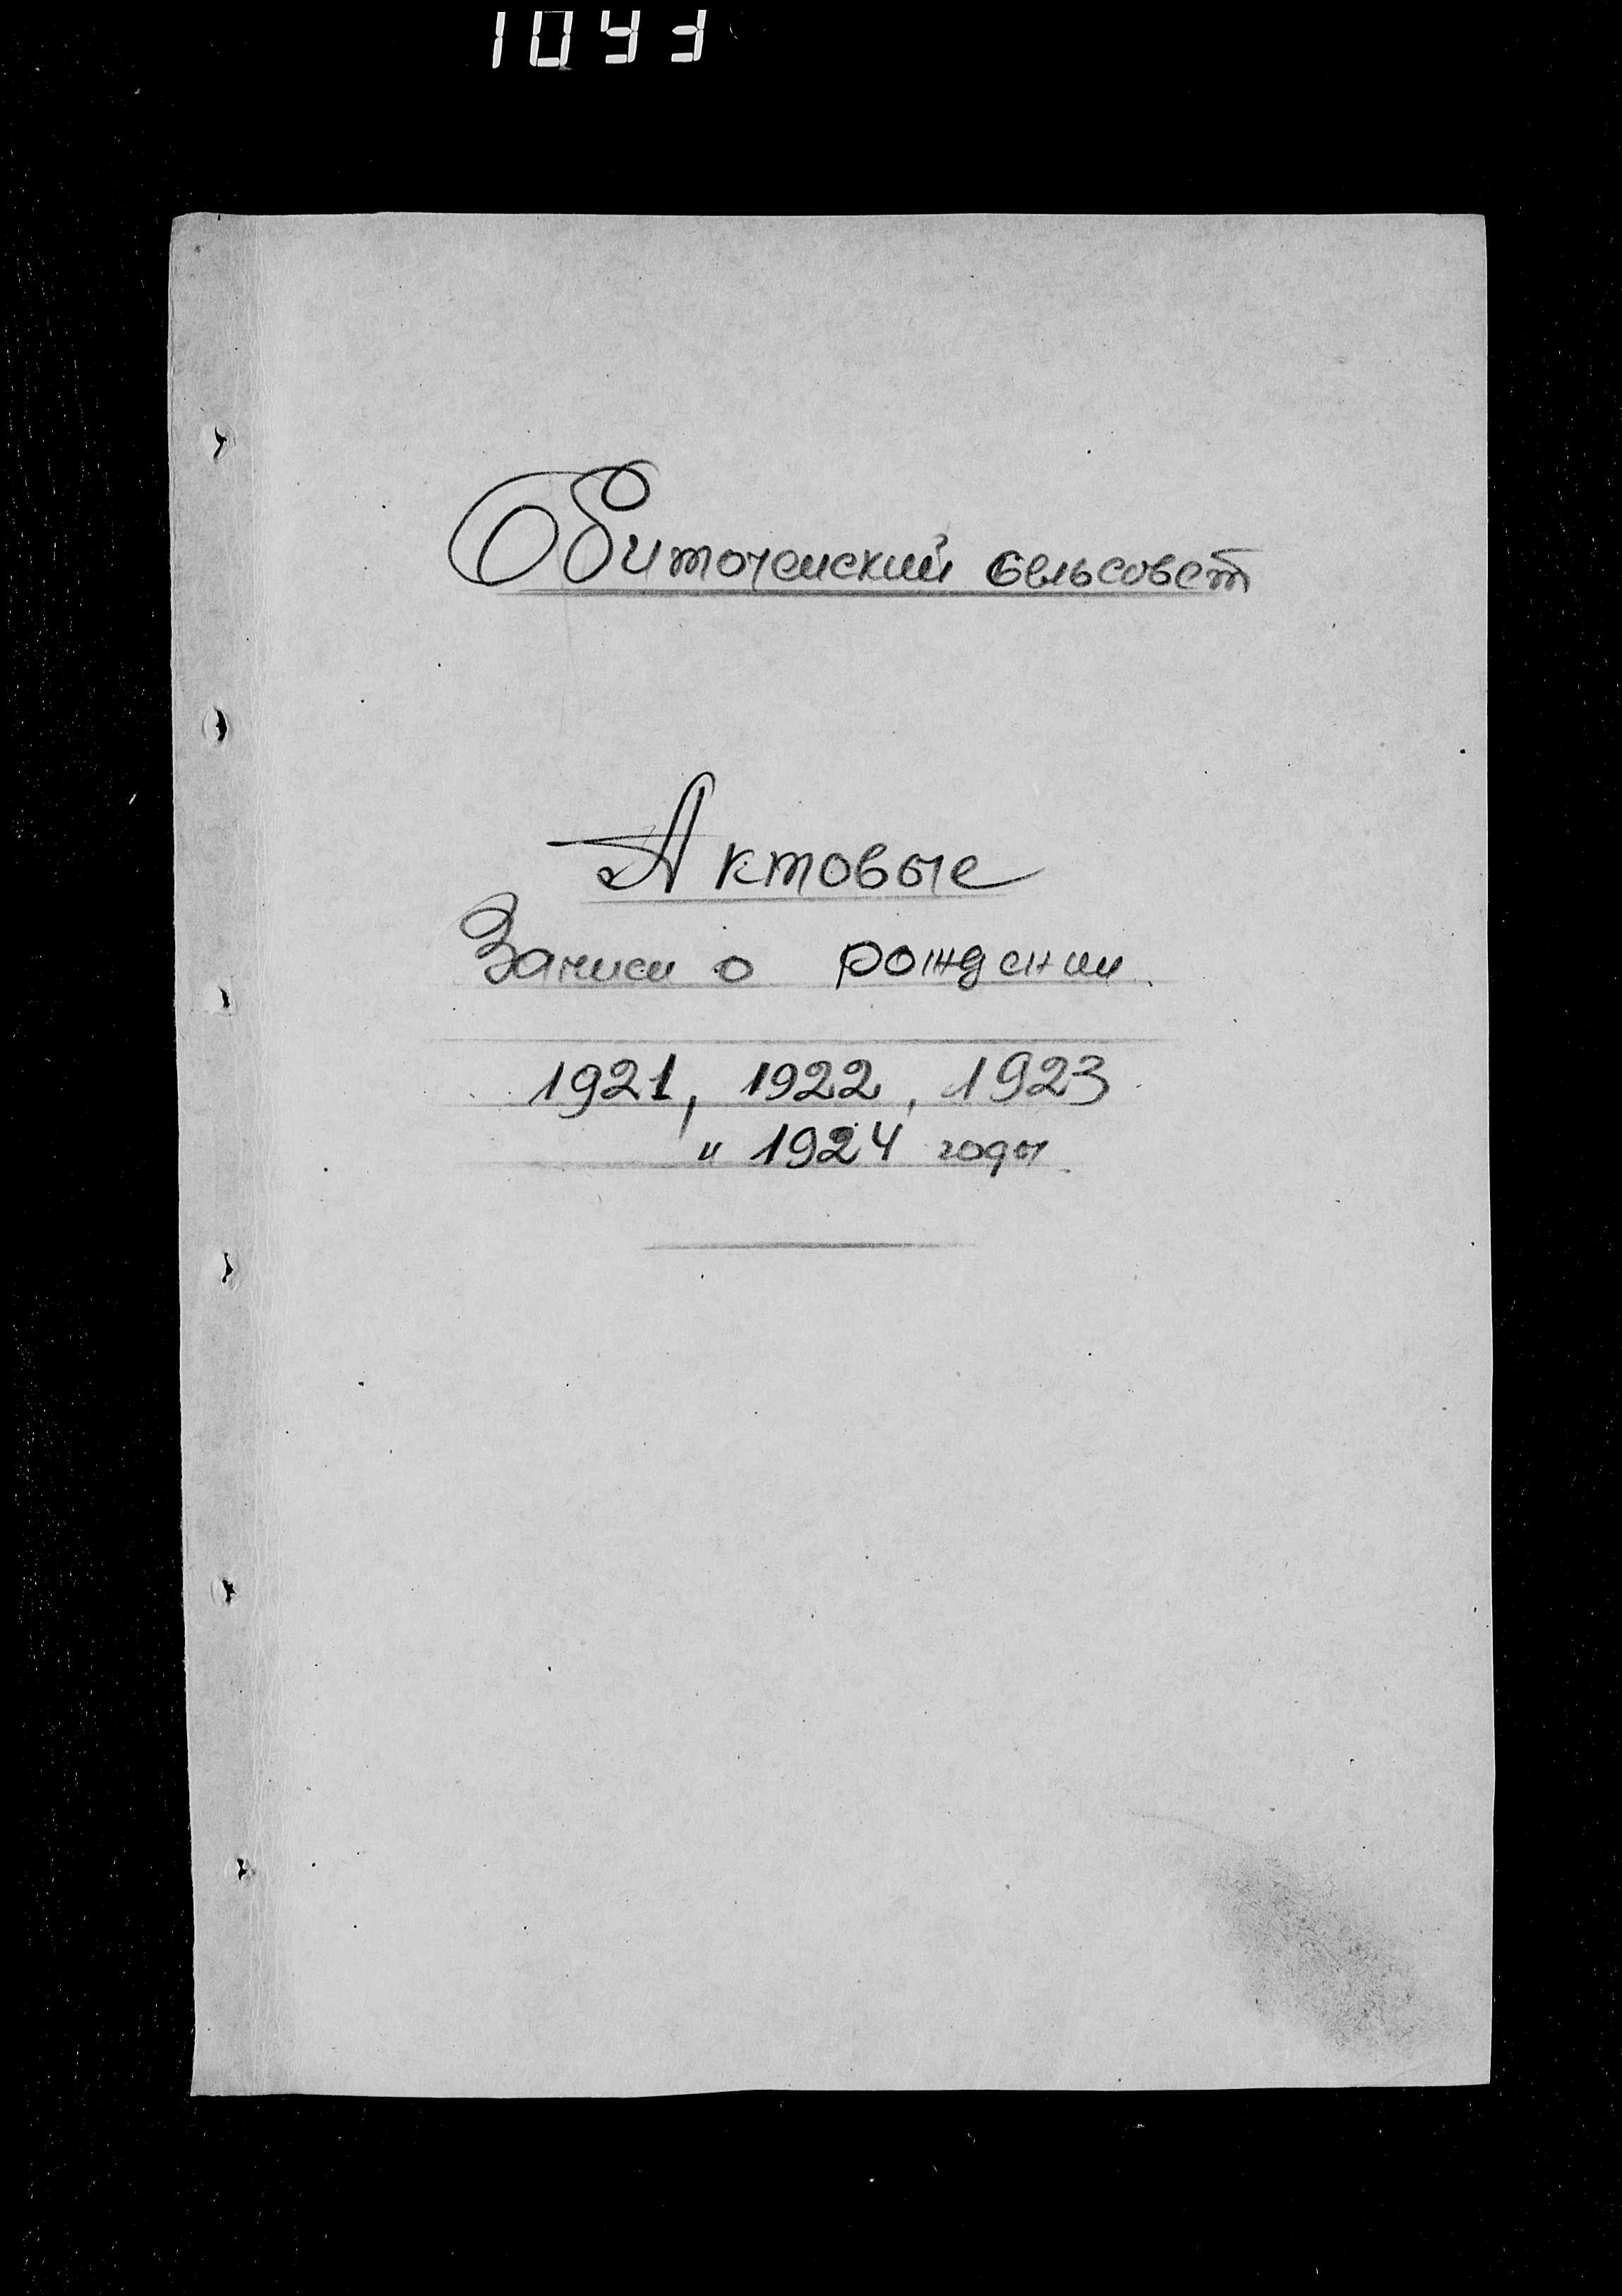 1043
Обиточенский сельсовет
Актовые
Записи о рождении
1921, 1922, 1923
и 1924 годы